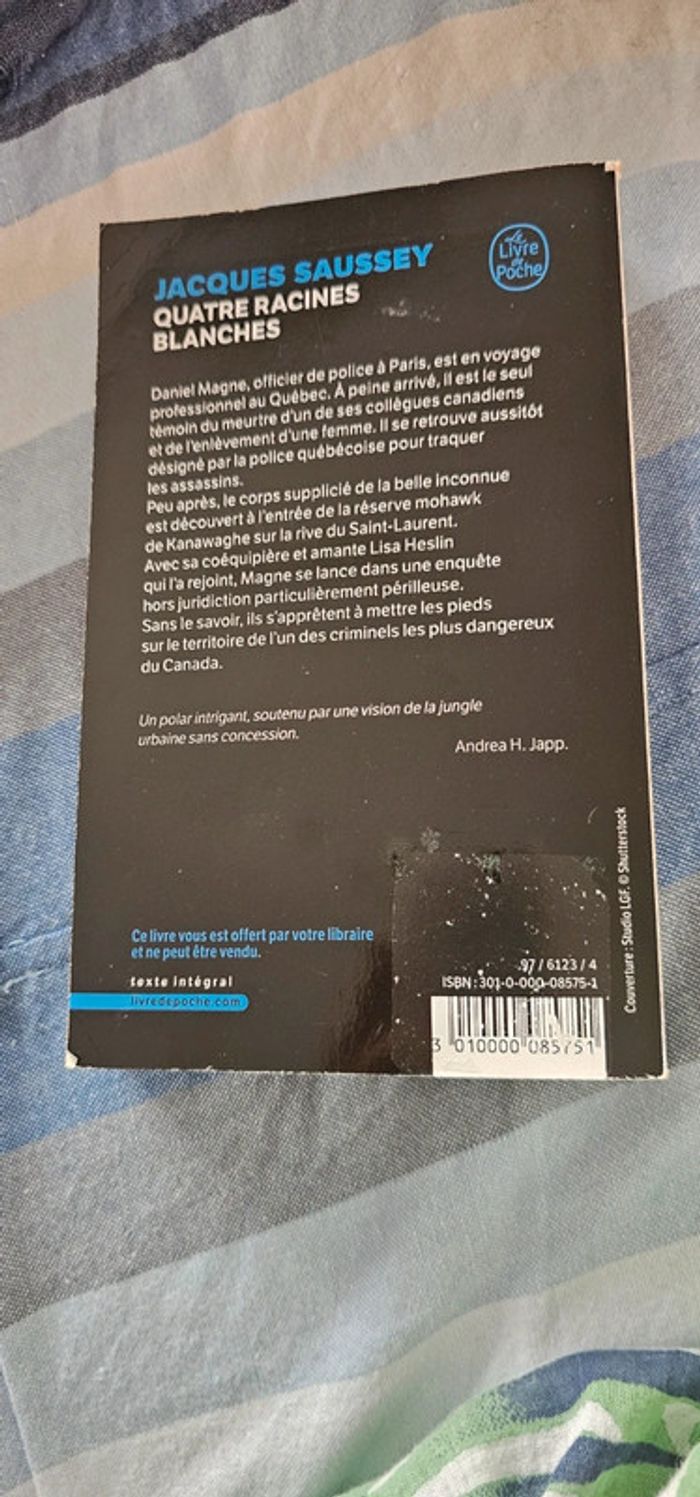 JACQUES SAUSSEY
QUATRE RACINES
BLANCHES
Le
Livre
de
Poche
Daniel Magne, officier de police à Paris, est en voyage
professionnel au Québec. À peine arrivé, il est le seul
témoin du meurtre d'un de ses collègues canadiens
et de l'enlèvement d'une femme. Il se retrouve aussitôt
désigné par la police québécoise pour traquer
les assassins.
Peu après, le corps supplicié de la belle inconnue
est découvert à l'entrée de la réserve mohawk
de Kanawaghe sur la rive du Saint-Laurent.
Avec sa coéquipière et amante Lisa Heslin
qui l'a rejoint, Magne se lance dans une enquête
hors juridiction particulièrement périlleuse.
Sans le savoir, ils s'apprêtent à mettre les pieds
sur le territoire de l'un des criminels les plus dangereux
du Canada.
Un polar intrigant, soutenu par une vision de la jungle
urbaine sans concession.
Andrea H. Japp.
Ce livre vous est offert par votre libraire
et ne peut être vendu.
texte intégral
livredepoche.com
97 / 6123 / 4
ISBN : 301-0-000-08575-1
3 010000 085751
Couverture : Studio LGF. © Shutterstock